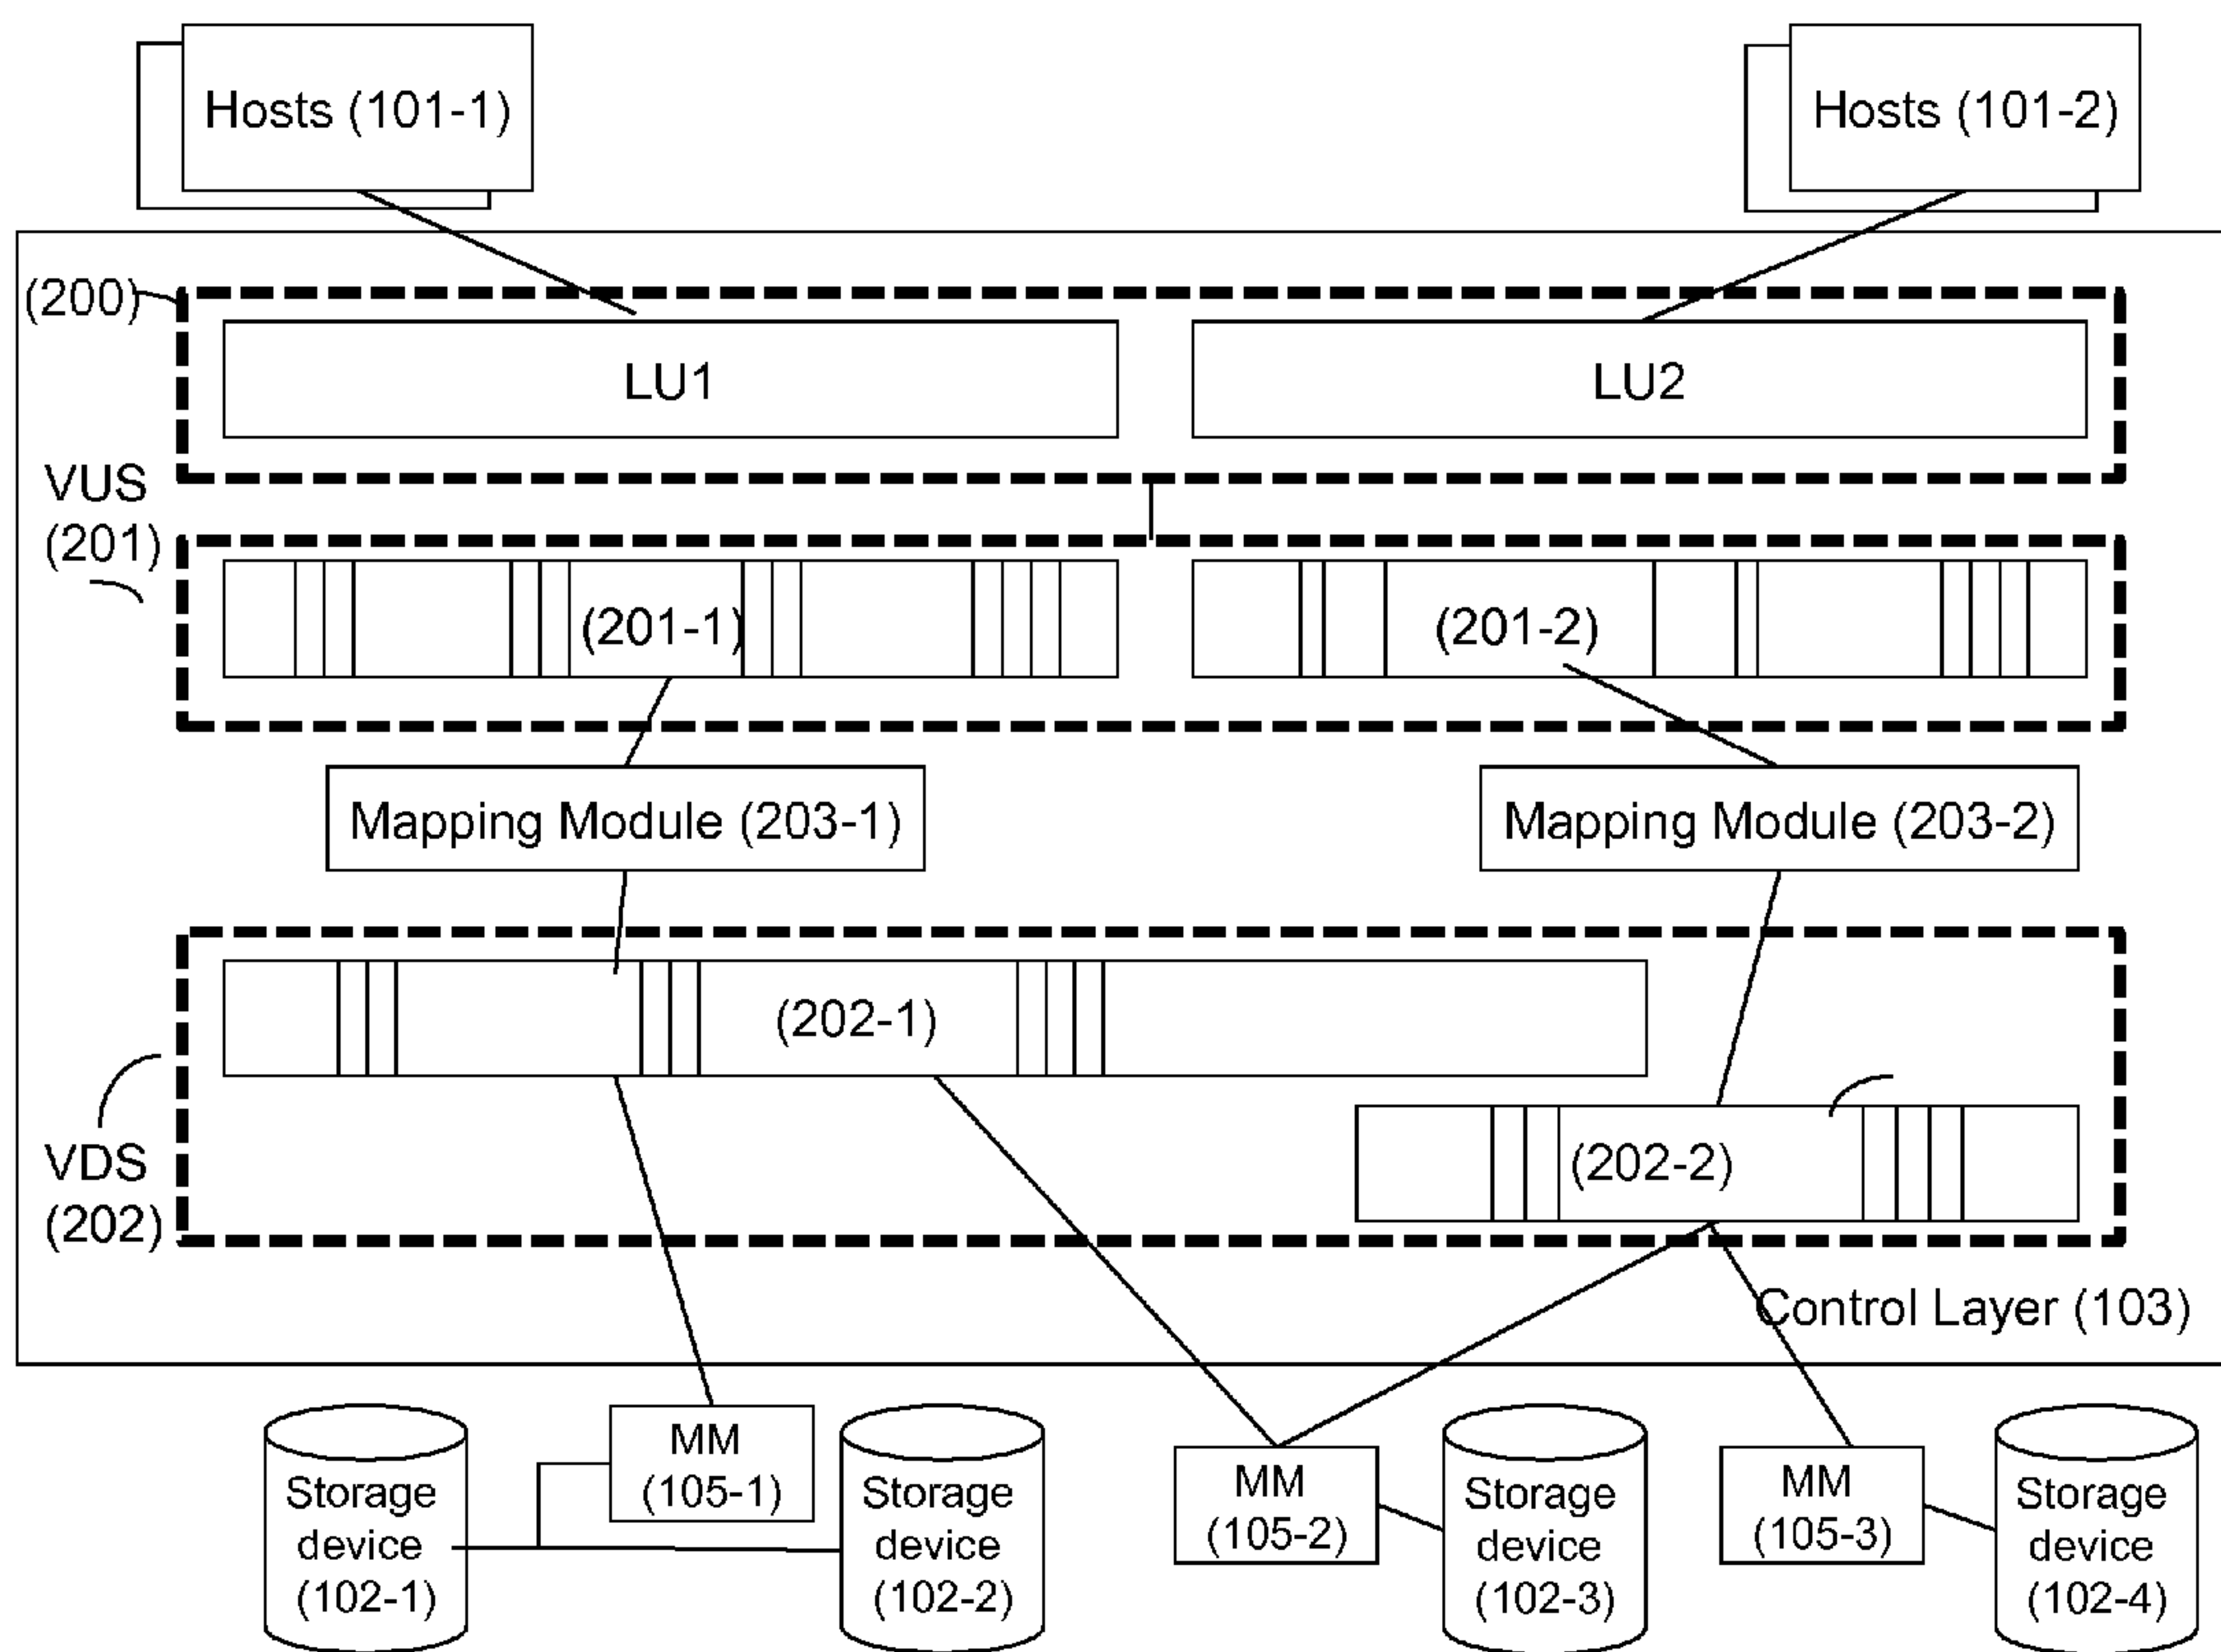 Hosts (101-1)
Hosts (101-2)
(200)
LU1
LU2
VUS
(201)
(201-1)
(201-2)
Mapping Module (203-1)
Mapping Module (203-2)
(202-1)
(202-2)
VDS
(202)
Control Layer (103)
Storage
device
(102-1)
MM
(105-1)
Storage
device
(102-2)
MM
(105-2)
Storage
device
(102-3)
MM
(105-3)
Storage
device
(102-4)